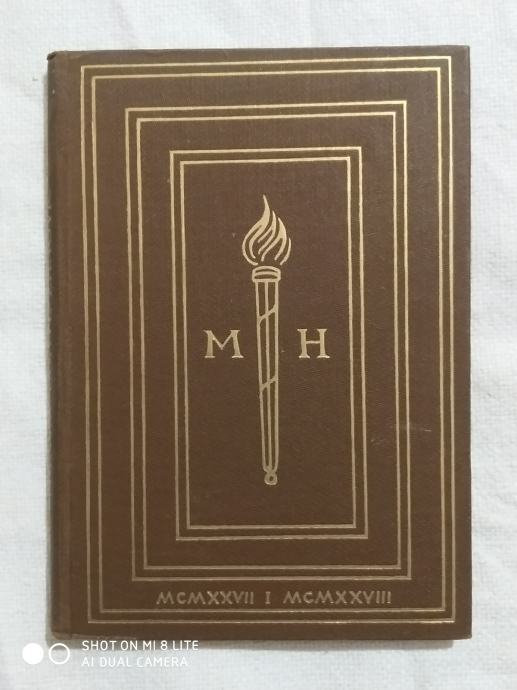 M H
MCMXXVII I MCMXXVIII
SHOT ON MI 8 LITE
AI DUAL CAMERA